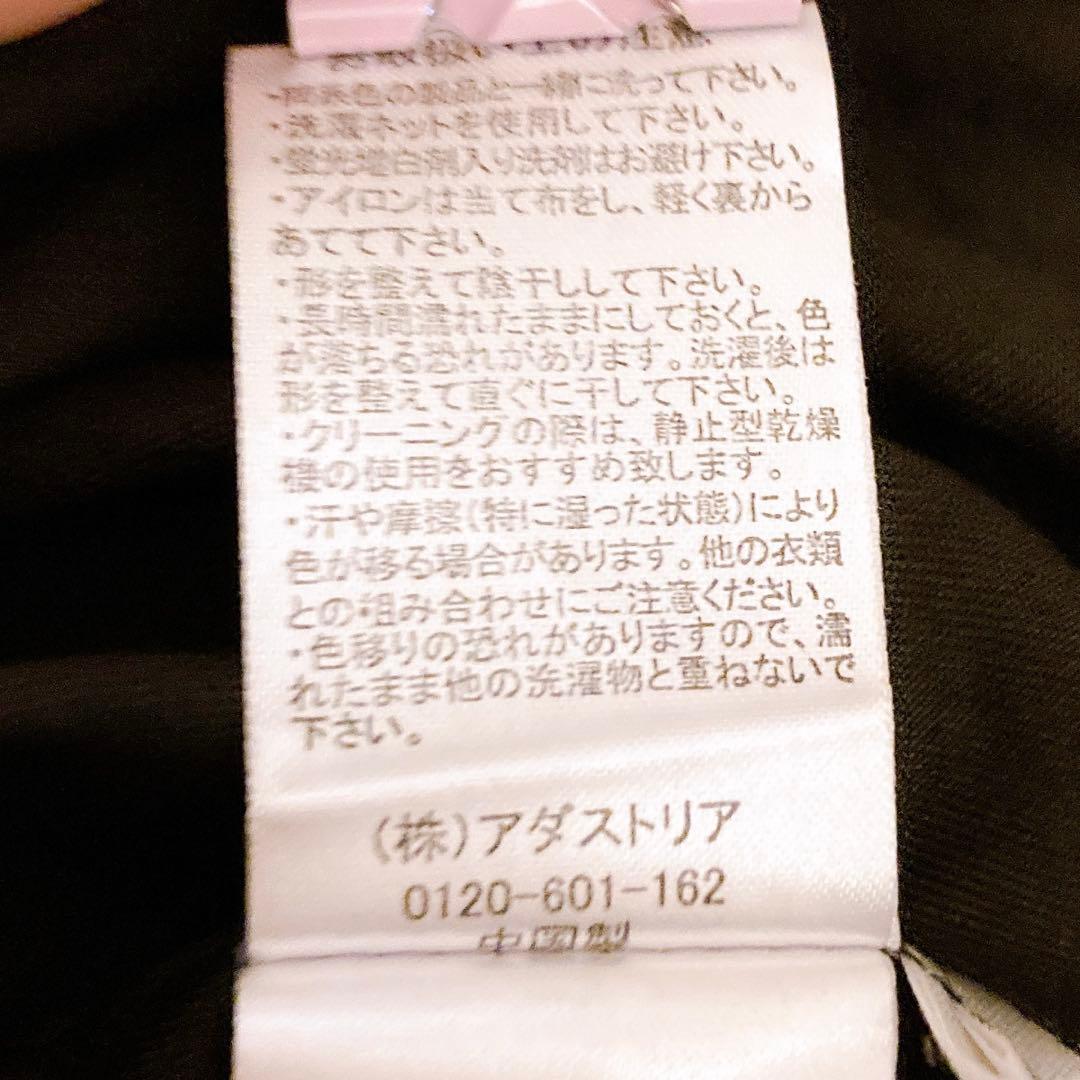 お取扱い上の注意
・同系色の製品と一緒に洗って下さい。
・洗濯ネットを使用して下さい。
・蛍光増白剤入り洗剤はお避け下さい。
・アイロンは当て布をし、軽く裏から
あてて下さい。
・形を整えて陰干しして下さい。
・長時間濡れたままにしておくと、色
が落ちる恐れがあります。洗濯後は
形を整えて直ぐに干して下さい。
・クリーニングの際は、静止型乾燥
機の使用をおすすめ致します。
・汗や摩擦(特に湿った状態)により
色が移る場合があります。他の衣類
との組み合わせにご注意ください。
・色移りの恐れがありますので、濡
れたまま他の洗濯物と重ねないで
下さい。
(株)アダストリア
0120-601-162
中国製